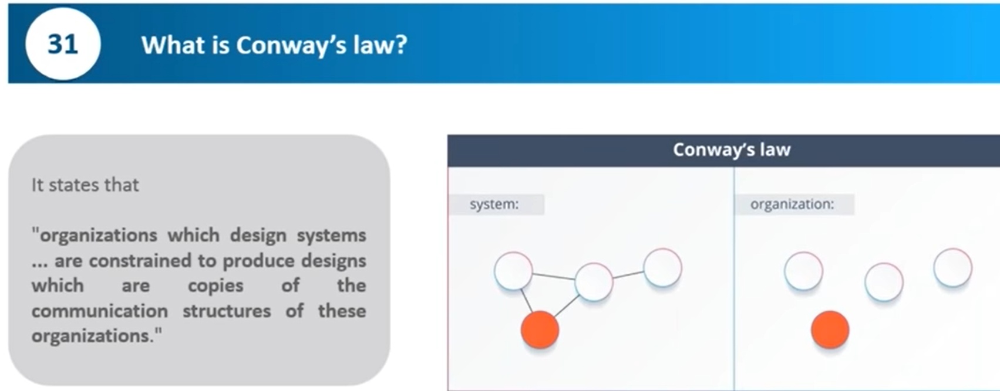 31
What is Conway's law?
It states that
"organizations which design systems
... are constrained to produce designs
which are copies of the
communication structures of these
organizations."
Conway's law
system:
organization: